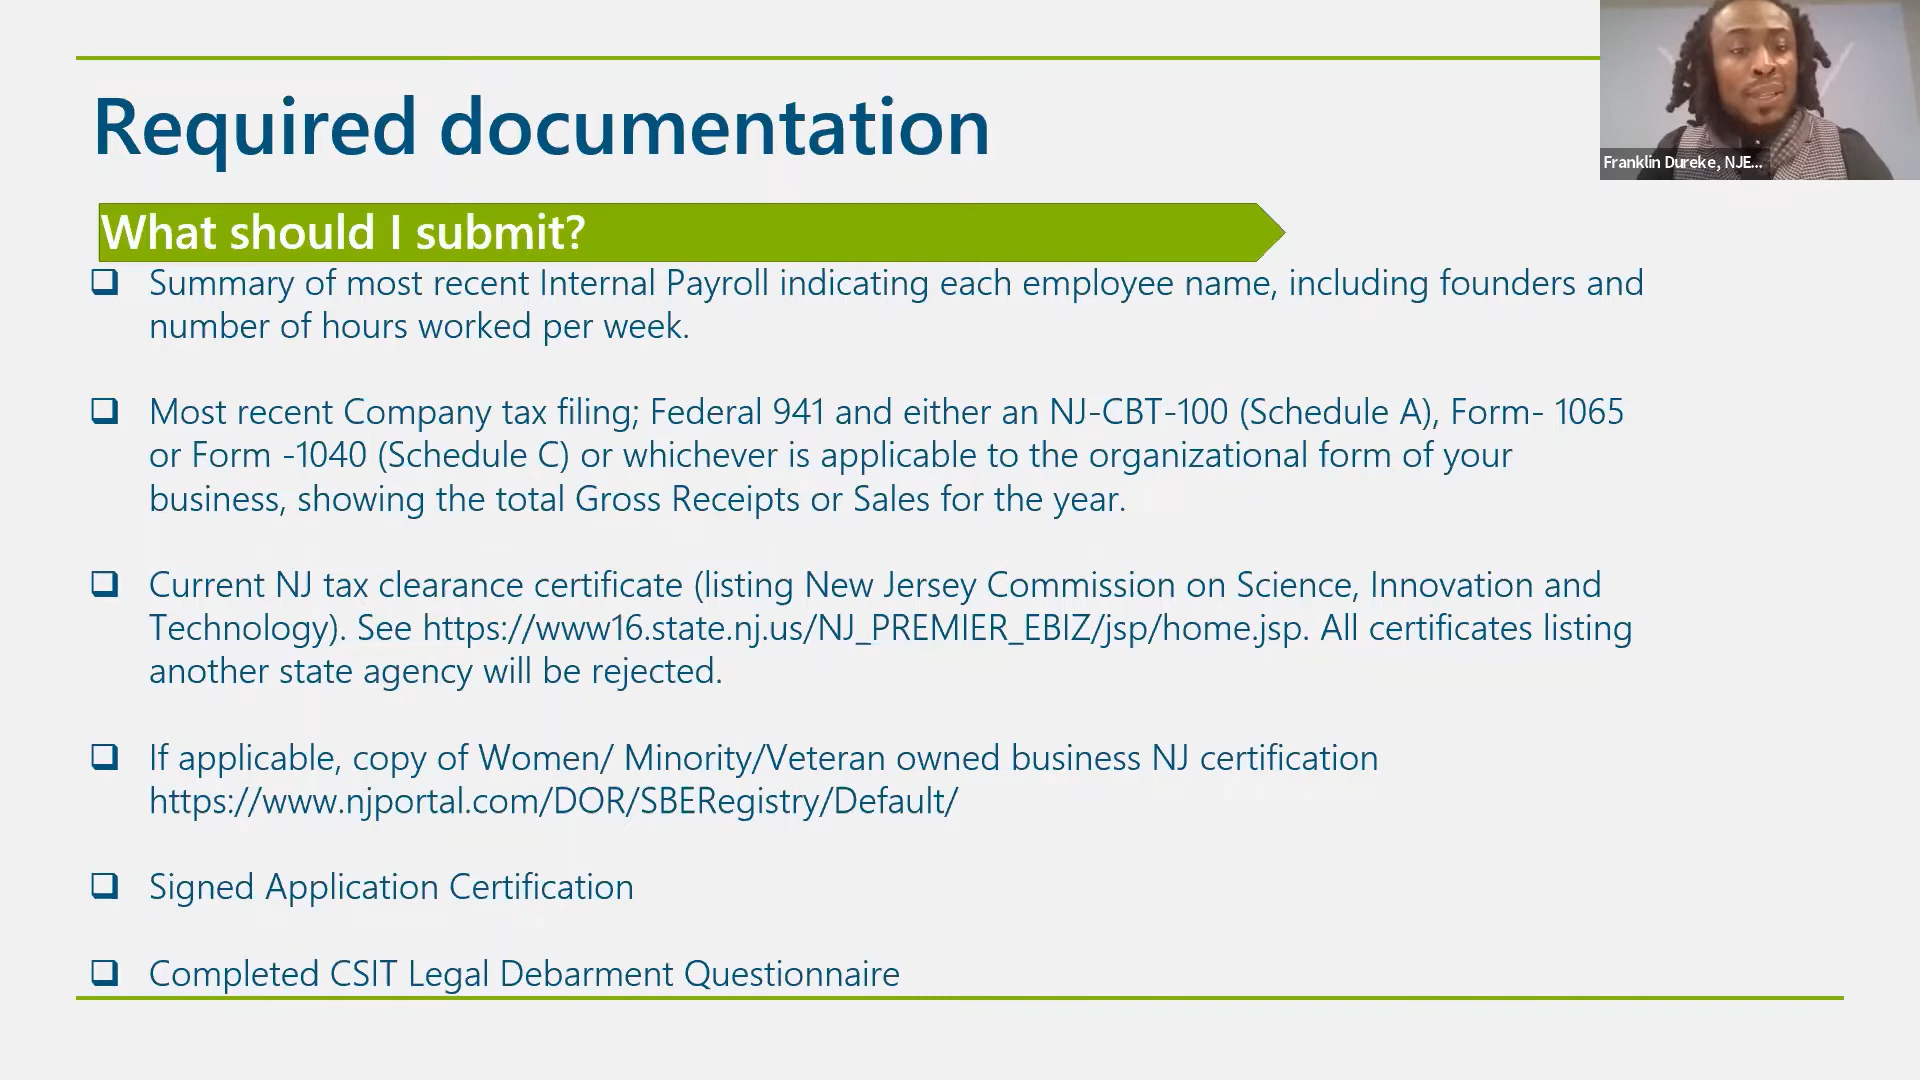 Required documentation
Franklin Dureke, NJE...
What should I submit?
Summary of most recent Internal Payroll indicating each employee name, including founders and
number of hours worked per week.
Most recent Company tax filing; Federal 941 and either an NJ-CBT-100 (Schedule A), Form- 1065
or Form -1040 (Schedule C) or whichever is applicable to the organizational form of your
business, showing the total Gross Receipts or Sales for the year.
Current NJ tax clearance certificate (listing New Jersey Commission on Science, Innovation and
Technology). See https://www16.state.nj.us/NJ_PREMIER_EBIZ/jsp/home.jsp. All certificates listing
another state agency will be rejected.
If applicable, copy of Women/ Minority/Veteran owned business NJ certification
https://www.njportal.com/DOR/SBERegistry/Default/
Signed Application Certification
Completed CSIT Legal Debarment Questionnaire